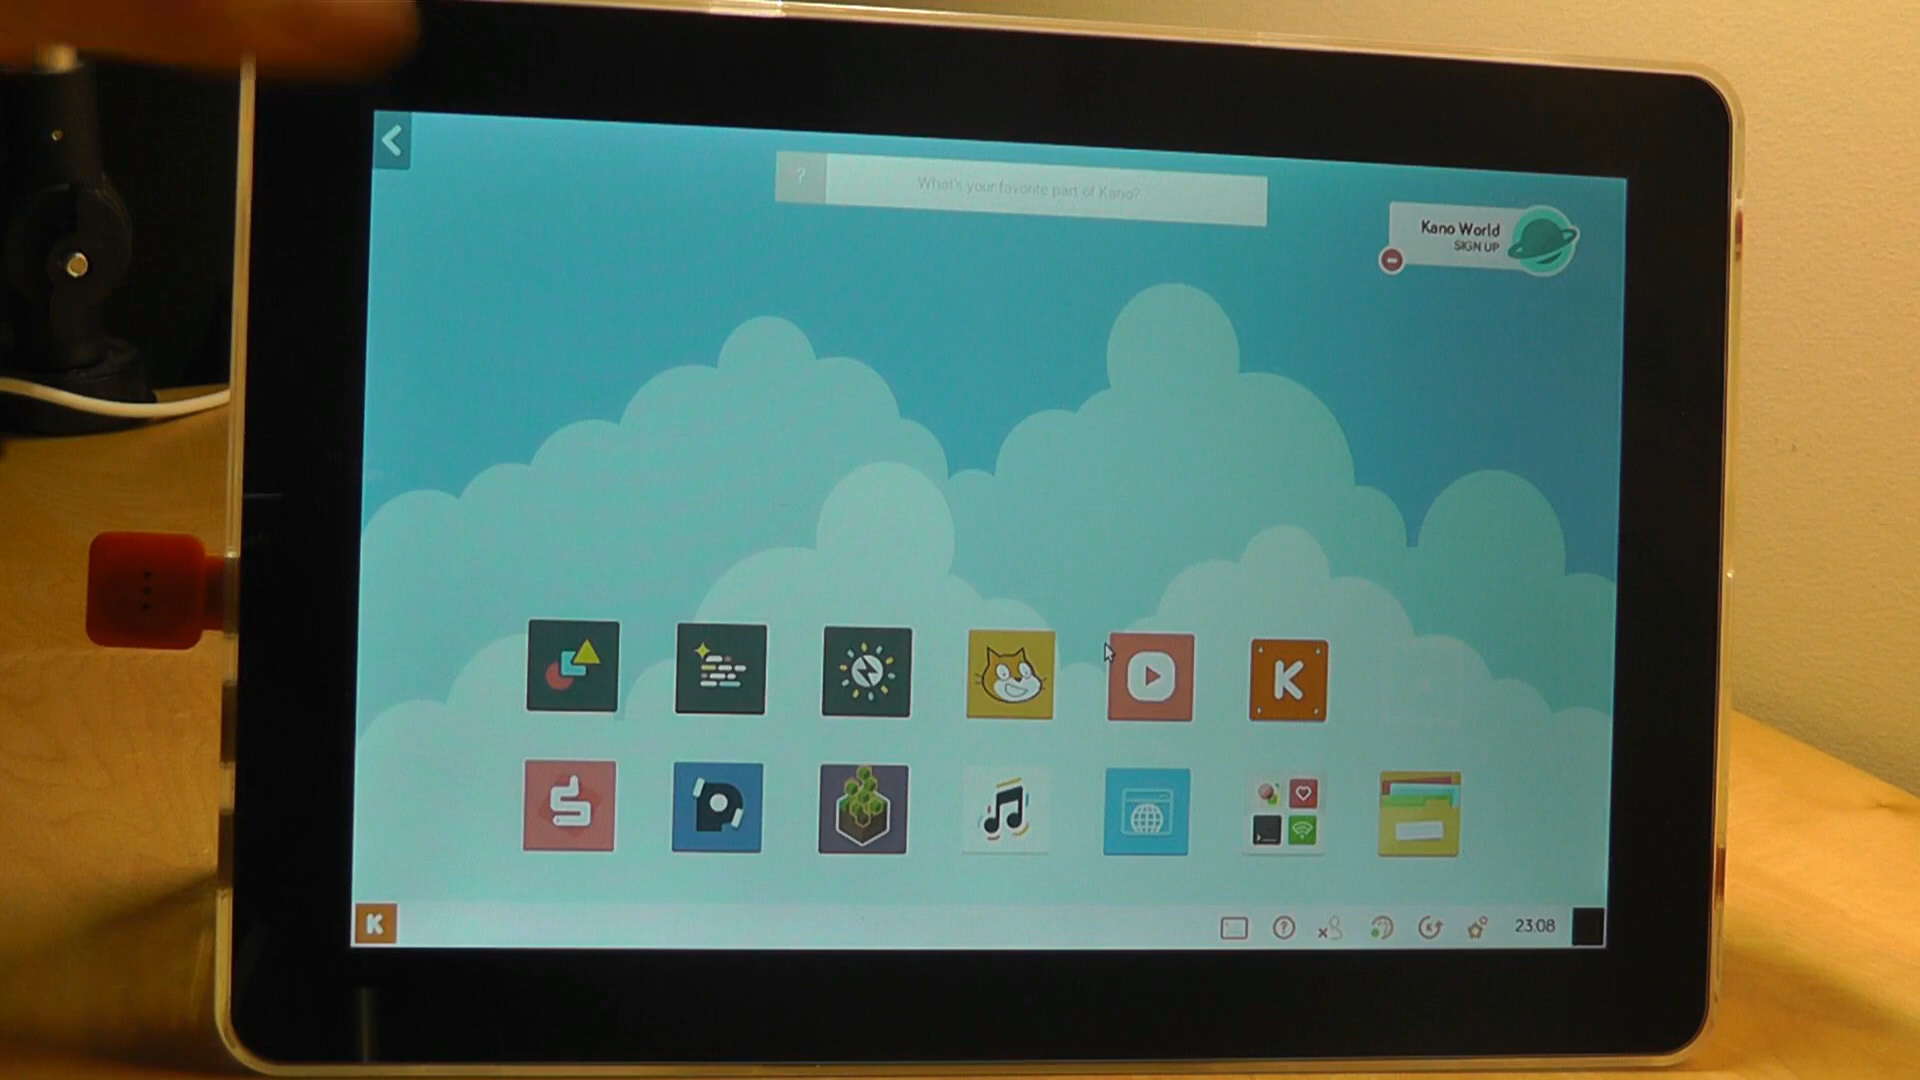 ?
What's your favorite part of Kano?
Kano World
SIGN UP
K
K
?
23:08